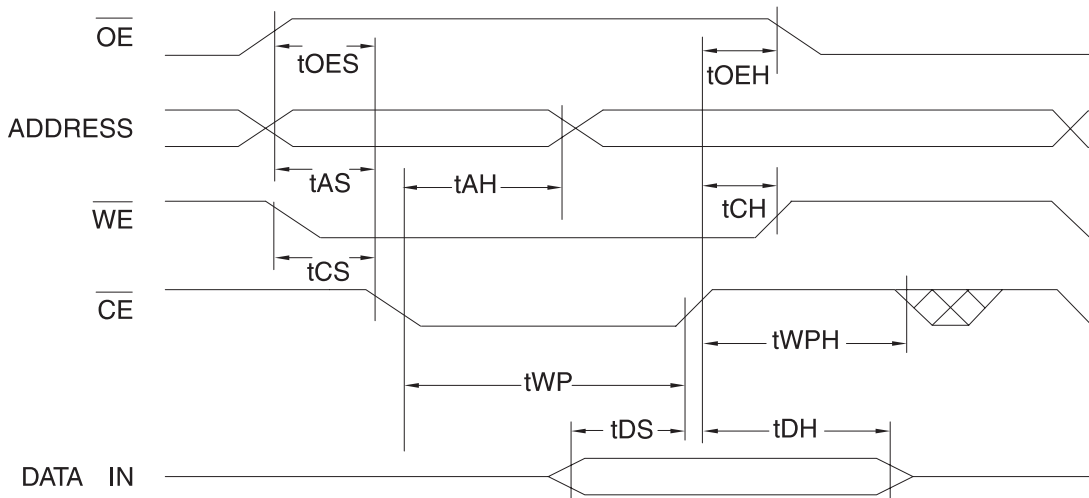 OE
tOES
tOEH
ADDRESS
tAS
tAH
tCH
WE
tCS
CE
tWPH
tWP
tDS
tDH
DATA IN